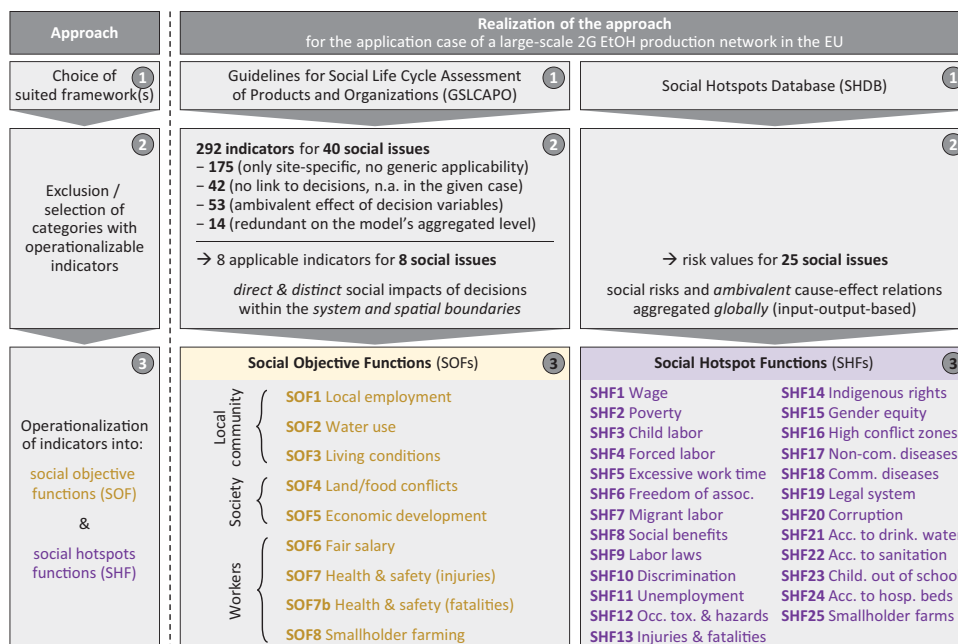 Approach
Realization of the approach
for the application case of a large-scale 2G EtOH production network in the EU
Choice of
suited framework(s)
1
Guidelines for Social Life Cycle Assessment
of Products and Organizations (GSLCAPO)
1
Social Hotspots Database (SHDB)
1
2
Exclusion /
selection of
categories with
operationalizable
indicators
2
292 indicators for 40 social issues
– 175 (only site-specific, no generic applicability)
– 42 (no link to decisions, n.a. in the given case)
– 53 (ambivalent effect of decision variables)
– 14 (redundant on the model's aggregated level)
→ 8 applicable indicators for 8 social issues
direct & distinct social impacts of decisions
within the system and spatial boundaries
2
→ risk values for 25 social issues
social risks and ambivalent cause-effect relations
aggregated globally (input-output-based)
3
Operationalization
of indicators into:
social objective
functions (SOF)
&
social hotspots
functions (SHF)
Social Objective Functions (SOFs)
3
Local
community
SOF1 Local employment
SOF2 Water use
SOF3 Living conditions
Society
SOF4 Land/food conflicts
SOF5 Economic development
Workers
SOF6 Fair salary
SOF7 Health & safety (injuries)
SOF7b Health & safety (fatalities)
SOF8 Smallholder farming
Social Hotspot Functions (SHFs)
3
SHF1 Wage
SHF2 Poverty
SHF3 Child labor
SHF4 Forced labor
SHF5 Excessive work time
SHF6 Freedom of assoc.
SHF7 Migrant labor
SHF8 Social benefits
SHF9 Labor laws
SHF10 Discrimination
SHF11 Unemployment
SHF12 Occ. tox. & hazards
SHF13 Injuries & fatalities
SHF14 Indigenous rights
SHF15 Gender equity
SHF16 High conflict zones
SHF17 Non-com. diseases
SHF18 Comm. diseases
SHF19 Legal system
SHF20 Corruption
SHF21 Acc. to drink. water
SHF22 Acc. to sanitation
SHF23 Child. out of school
SHF24 Acc. to hosp. beds
SHF25 Smallholder farms